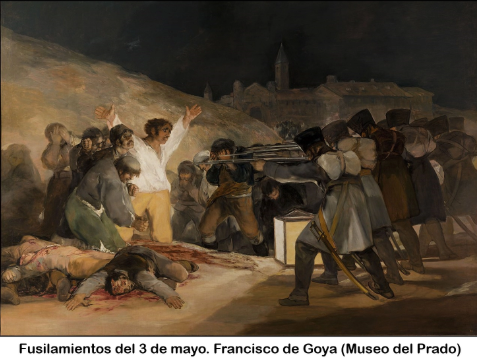 Fusilamientos del 3 de mayo. Francisco de Goya (Museo del Prado)